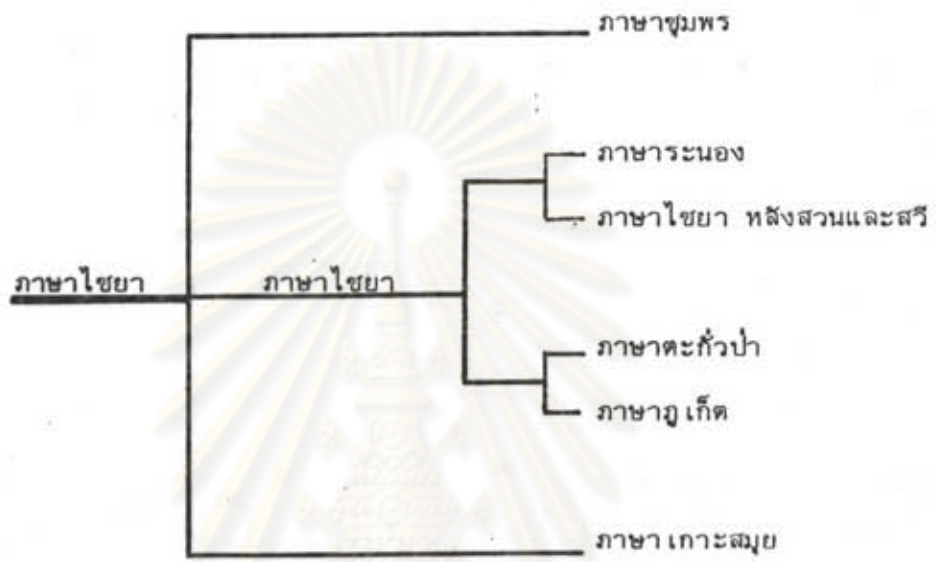 ภาษาชุมพร
ภาษาระนอง
ภาษาไชยา หลังสวนและสวี
ภาษาไชยา
ภาษาไชยา
ภาษาตะกั่วป่า
ภาษาภูเก็ต
ภาษาเกาะสมุย